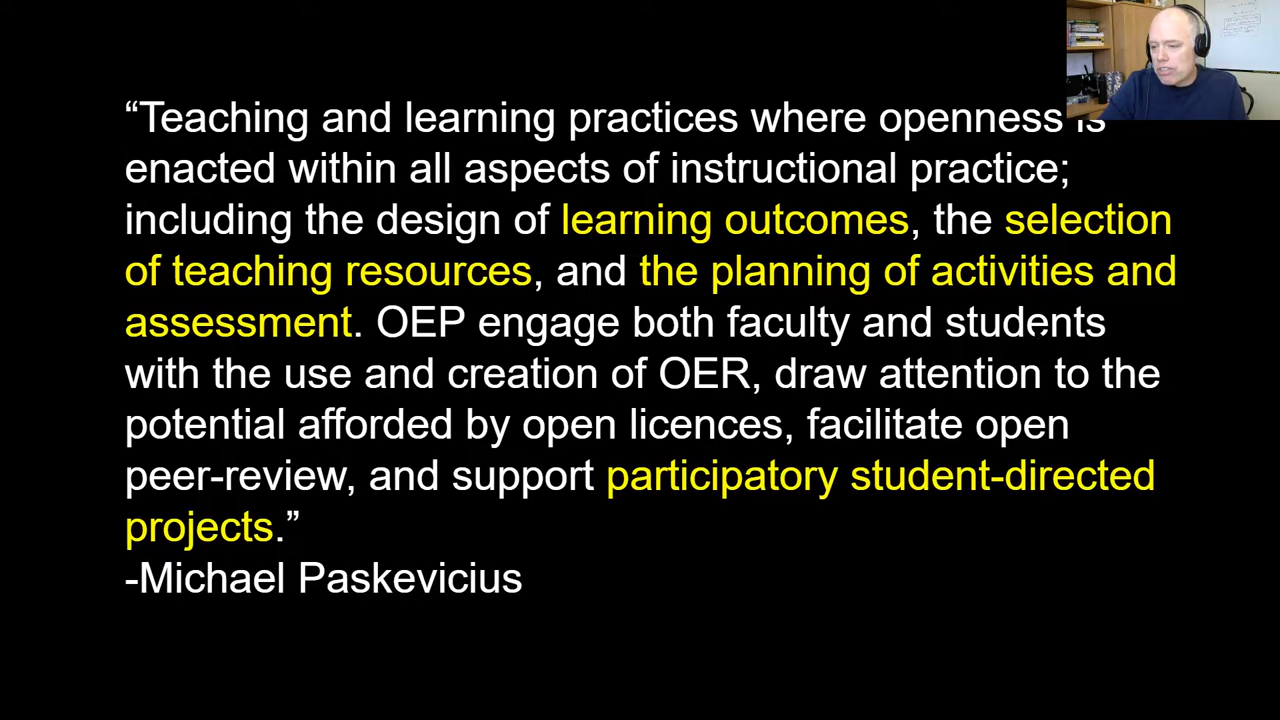 “Teaching and learning practices where openness is
enacted within all aspects of instructional practice;
including the design of learning outcomes, the selection
of teaching resources, and the planning of activities and
assessment. OEP engage both faculty and students
with the use and creation of OER, draw attention to the
potential afforded by open licences, facilitate open
peer-review, and support participatory student-directed
projects.”
-Michael Paskevicius